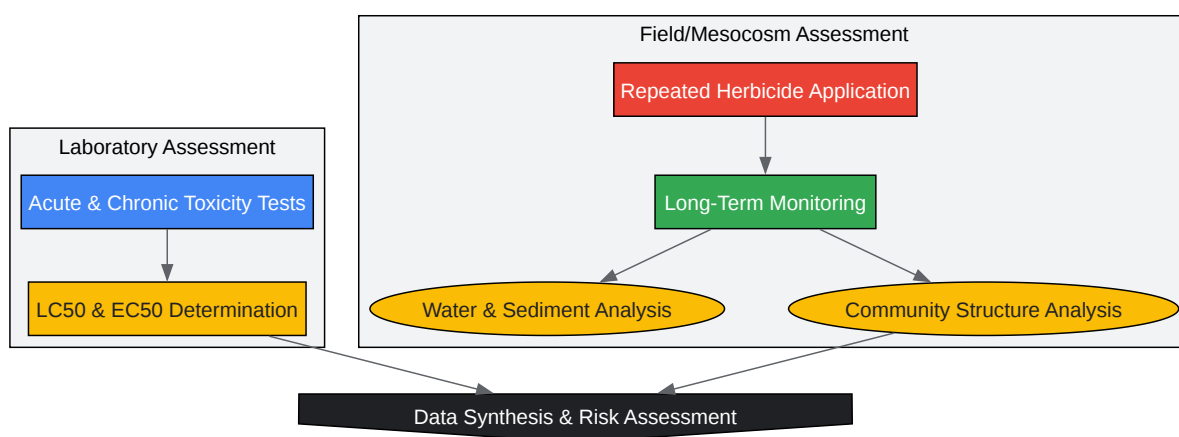 Field/Mesocosm Assessment
Repeated Herbicide Application
Laboratory Assessment
Acute & Chronic Toxicity Tests
Long-Term Monitoring
LC50 & EC50 Determination
Water & Sediment Analysis
Community Structure Analysis
Data Synthesis & Risk Assessment